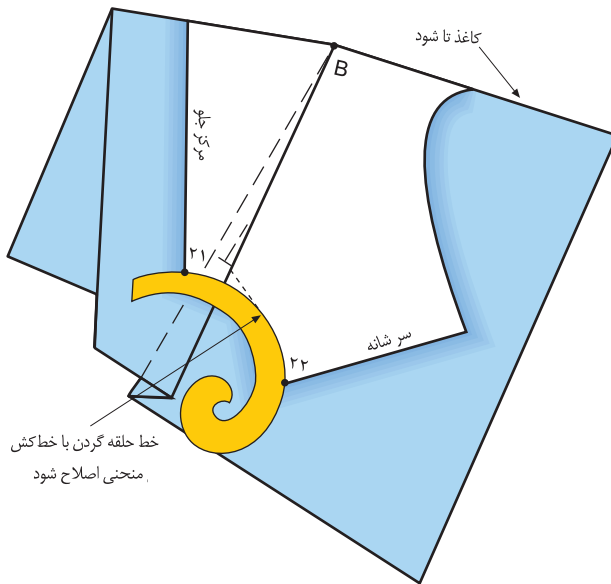 کاغذ تا شود
B
مرکز جلو
۲۱
۲۲
سر شانه
خط حلقه گردن با خط‌کش
منحنی اصلاح شود